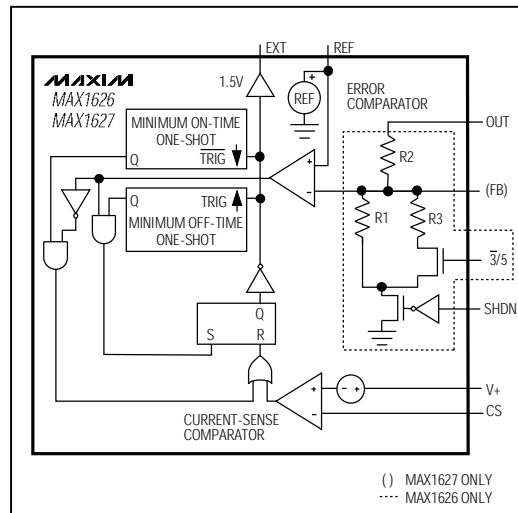 EXT
REF
1.5V
MAXIM
MAX1626
MAX1627
+
REF
ERROR
COMPARATOR
OUT
MINIMUM ON-TIME
ONE-SHOT
Q
TRIG
R2
+
-
(FB)
Q
TRIG
MINIMUM OFF-TIME
ONE-SHOT
R1
R3
3/5
SHDN
Q
S
R
+
-
- +
V+
CS
CURRENT-SENSE
COMPARATOR
( ) MAX1627 ONLY
---- MAX1626 ONLY